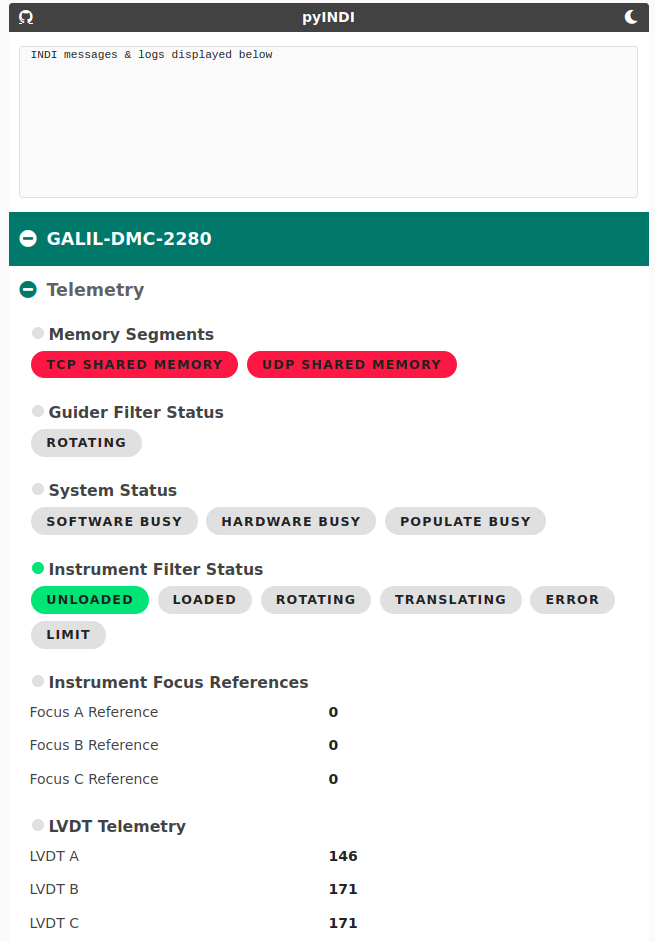 pyINDI
INDI messages & logs displayed below
GALIL-DMC-2280
Telemetry
Memory Segments
TCP SHARED MEMORY UDP SHARED MEMORY
Guider Filter Status
ROTATING
System Status
SOFTWARE BUSY HARDWARE BUSY POPULATE BUSY
Instrument Filter Status
UNLOADED LOADED ROTATING TRANSLATING ERROR
LIMIT
Instrument Focus References
Focus A Reference 0
Focus B Reference 0
Focus C Reference 0
LVDT Telemetry
LVDT A 146
LVDT B 171
LVDT C 171